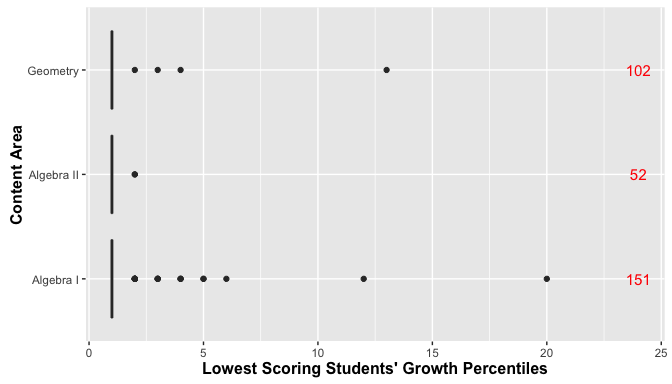 Geometry
102
Algebra II
52
Algebra I
151
0 5 10 15 20 25
Lowest Scoring Students' Growth Percentiles
Content Area